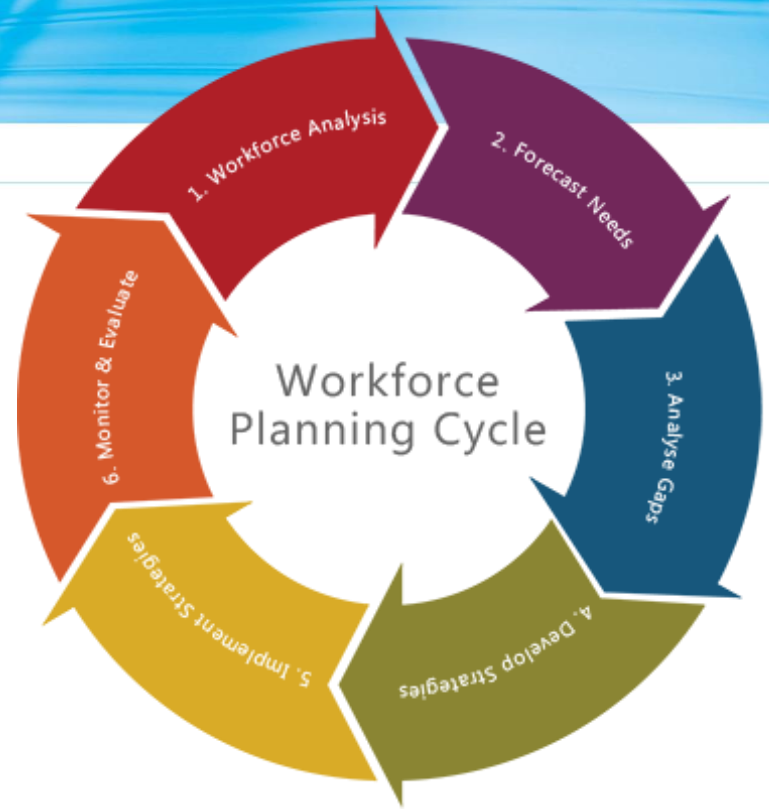 1. Workforce Analysis
2. Forecast Needs
3. Analyse Gaps
4. Develop Strategies
5. Implement Strategies
6. Monitor & Evaluate
Workforce
Planning Cycle